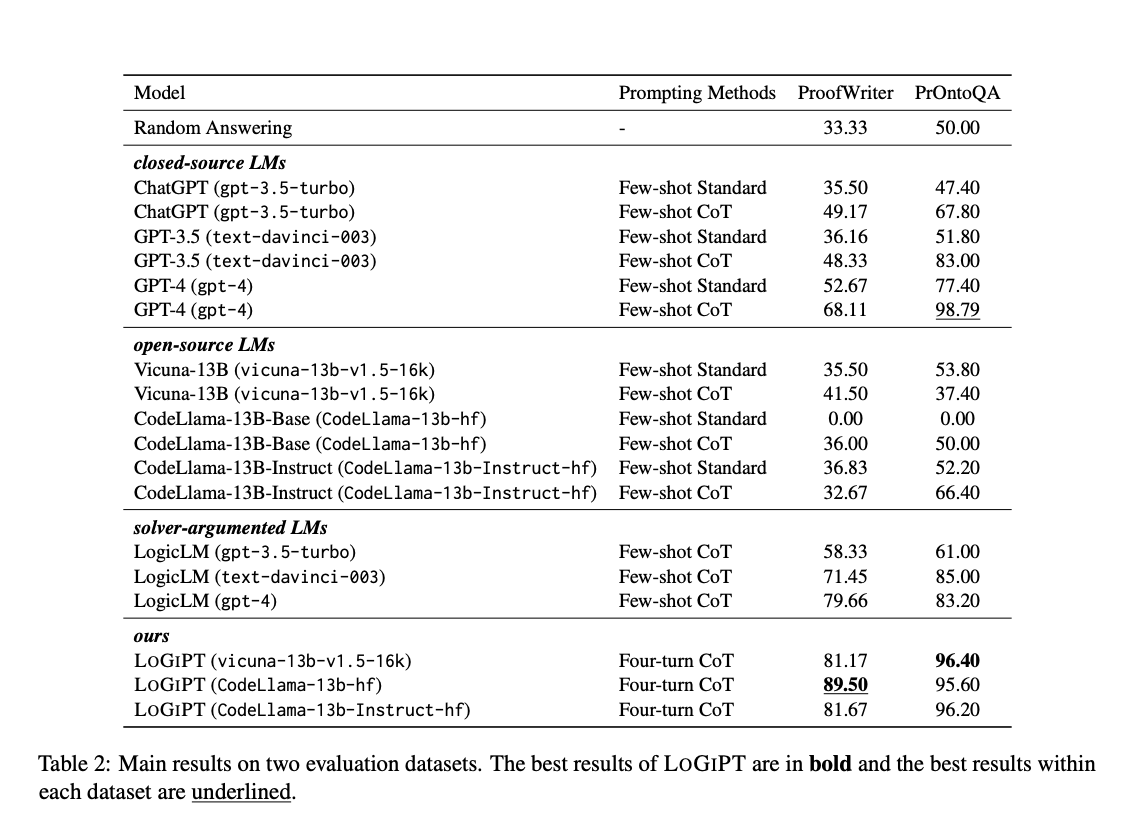 Model Prompting Methods ProofWriter PrOntoQA
Random Answering - 33.33 50.00
closed-source LMs
ChatGPT (gpt-3.5-turbo) Few-shot Standard 35.50 47.40
ChatGPT (gpt-3.5-turbo) Few-shot CoT 49.17 67.80
GPT-3.5 (text-davinci-003) Few-shot Standard 36.16 51.80
GPT-3.5 (text-davinci-003) Few-shot CoT 48.33 83.00
GPT-4 (gpt-4) Few-shot Standard 52.67 77.40
GPT-4 (gpt-4) Few-shot CoT 68.11 98.79
open-source LMs
Vicuna-13B (vicuna-13b-v1.5-16k) Few-shot Standard 35.50 53.80
Vicuna-13B (vicuna-13b-v1.5-16k) Few-shot CoT 41.50 37.40
CodeLlama-13B-Base (CodeLlama-13b-hf) Few-shot Standard 0.00 0.00
CodeLlama-13B-Base (CodeLlama-13b-hf) Few-shot CoT 36.00 50.00
CodeLlama-13B-Instruct (CodeLlama-13b-Instruct-hf) Few-shot Standard 36.83 52.20
CodeLlama-13B-Instruct (CodeLlama-13b-Instruct-hf) Few-shot CoT 32.67 66.40
solver-argumented LMs
LogicLM (gpt-3.5-turbo) Few-shot CoT 58.33 61.00
LogicLM (text-davinci-003) Few-shot CoT 71.45 85.00
LogicLM (gpt-4) Few-shot CoT 79.66 83.20
ours
LOGIPT (vicuna-13b-v1.5-16k) Four-turn CoT 81.17 96.40
LOGIPT (CodeLlama-13b-hf) Four-turn CoT 89.50 95.60
LOGIPT (CodeLlama-13b-Instruct-hf) Four-turn CoT 81.67 96.20
Table 2: Main results on two evaluation datasets. The best results of LOGIPT are in bold and the best results within
each dataset are underlined.